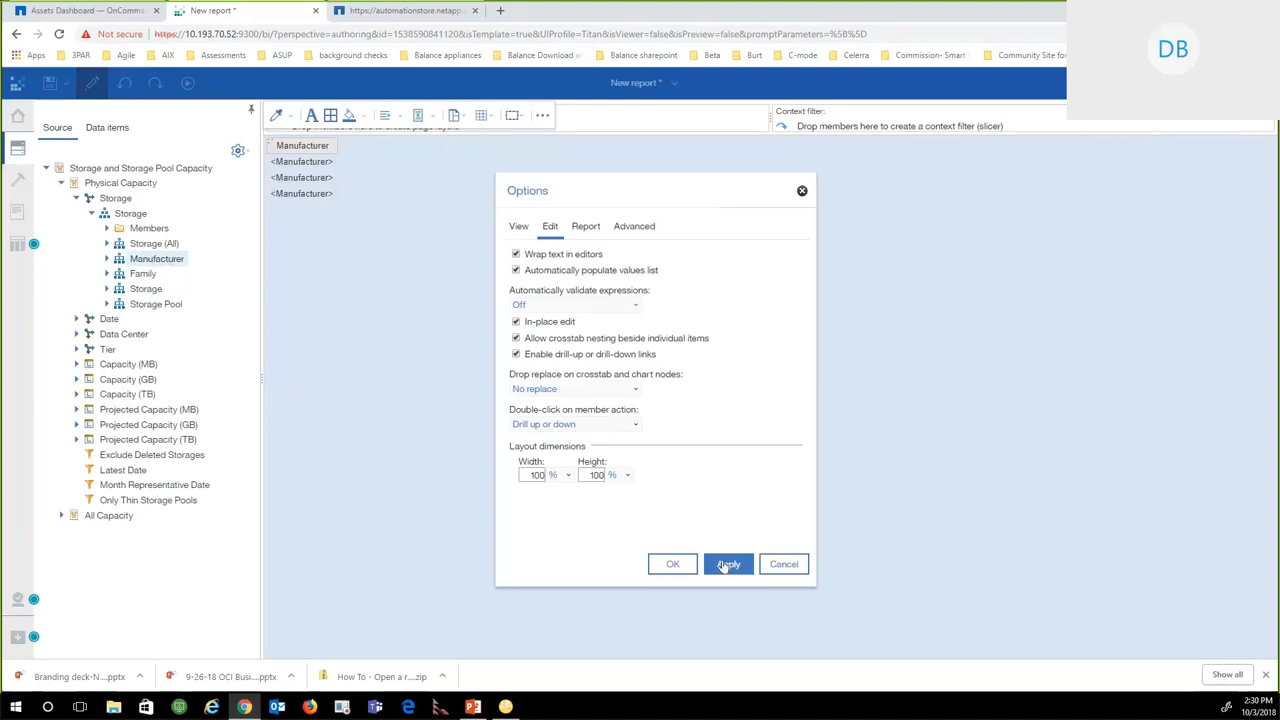 Assets Dashboard — OnComma
New report *
https://automationstore.netapp
Not secure 10.193.70.52:9300/bi/?perspective=authoring&id=1538590841120&isTemplate=true&UIProfile=Titan&isViewer=false&isPreview=false&promptParameters=%5B%5D
Apps 3PAR Agile AIX Assessments ASUP background checks Balance appliances Balance Download in Balance sharepoint Beta Burt C-mode Celerra Commission- Smart Community Site for
DB
New report *
Context filter:
Drop members here to create a context filter (slicer)
Drop members here to create page layers
Source Data items
Storage and Storage Pool Capacity
Physical Capacity
Storage
Storage
Members
Storage (All)
Manufacturer
Family
Storage
Storage Pool
Date
Data Center
Tier
Capacity (MB)
Capacity (GB)
Capacity (TB)
Projected Capacity (MB)
Projected Capacity (GB)
Projected Capacity (TB)
Exclude Deleted Storages
Latest Date
Month Representative Date
Only Thin Storage Pools
All Capacity
Manufacturer
<Manufacturer>
<Manufacturer>
<Manufacturer>
Options
View Edit Report Advanced
Wrap text in editors
Automatically populate values list
Automatically validate expressions:
Off
In-place edit
Allow crosstab nesting beside individual items
Enable drill-up or drill-down links
Drop replace on crosstab and chart nodes:
No replace
Double-click on member action:
Drill up or down
Layout dimensions
Width: Height:
100 % 100 %
OK Apply Cancel
Branding deck-N....pptx 9-26-18 OCI Busi....pptx How To - Open a r....zip Show all
2:30 PM
10/3/2018